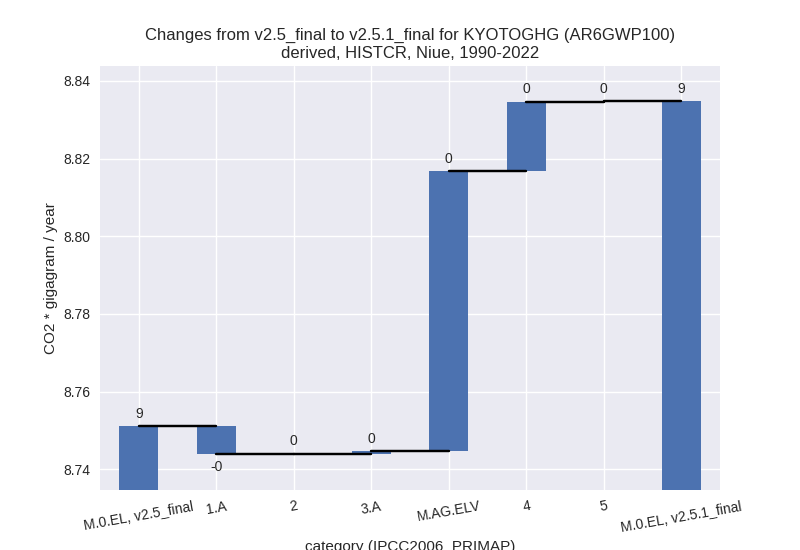 Changes from v2.5_final to v2.5.1_final for KYOTOGHG (AR6GWP100)
derived, HISTCR, Niue, 1990-2022
CO2 * gigagram / year
8.84
8.82
8.80
8.78
8.76
8.74
9
-0
0
0
0
0
0
9
M.0.EL, v2.5_final
1.A
2
3.A
M.AG.ELV
4
5
M.0.EL, v2.5.1_final
category (IPCC2006_PRIMAP)